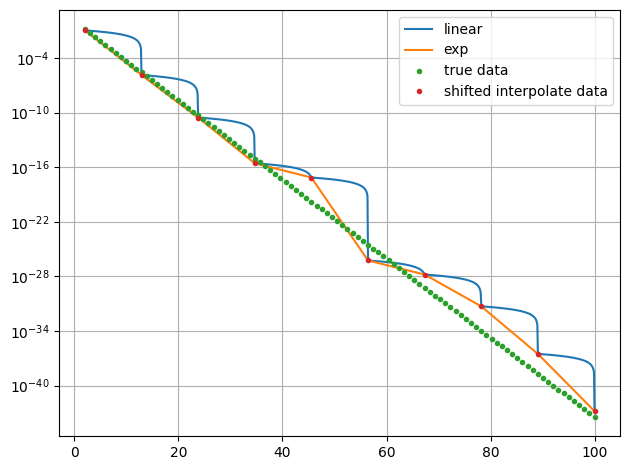 linear
exp
true data
shifted interpolate data
10⁻⁴
10⁻¹⁰
10⁻¹⁶
10⁻²²
10⁻²⁸
10⁻³⁴
10⁻⁴⁰
0 20 40 60 80 100